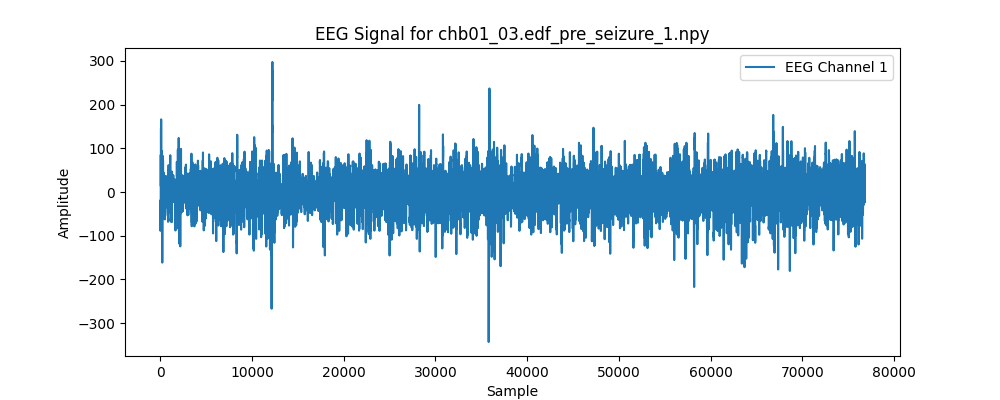 EEG Signal for chb01_03.edf_pre_seizure_1.npy
EEG Channel 1
300
200
100
0
−100
−200
−300
Amplitude
0 10000 20000 30000 40000 50000 60000 70000 80000
Sample